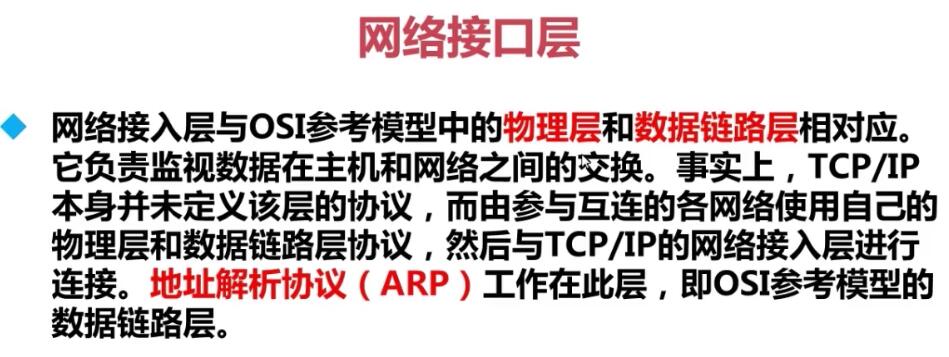 网络接口层
网络接入层与OSI参考模型中的物理层和数据链路层相对应。
它负责监视数据在主机和网络之间的交换。事实上，TCP/IP
本身并未定义该层的协议，而由参与互连的各网络使用自己的
物理层和数据链路层协议，然后与TCP/IP的网络接入层进行
连接。地址解析协议（ARP）工作在此层，即OSI参考模型的
数据链路层。